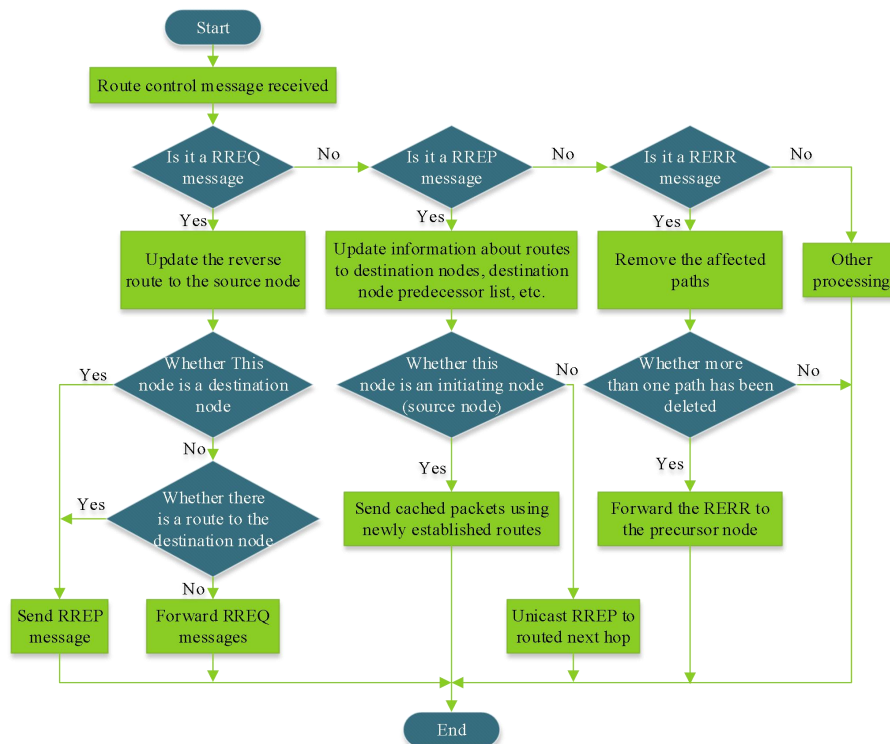 Start
Route control message received
Is it a RREQ
message
No
Is it a RREP
message
No
Is it a RERR
message
No
Yes
Yes
Yes
Update the reverse
route to the source node
Update information about routes
to destination nodes, destination
node predecessor list, etc.
Remove the affected
paths
Other
processing
Yes
Whether This
node is a destination
node
Whether this
node is an initiating node
(source node)
No
Whether more
than one path has been
deleted
No
No
Yes
Yes
Yes
Whether there
is a route to the
destination node
Send cached packets using
newly established routes
Forward the RERR to
the precursor node
No
Send RREP
message
Forward RREQ
messages
Unicast RREP to
routed next hop
End